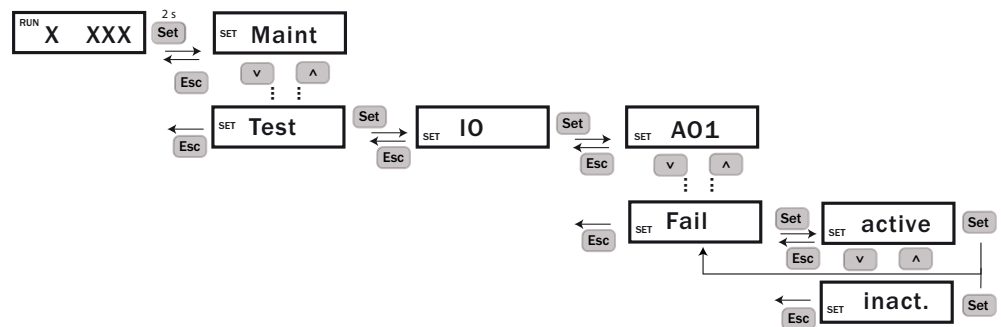 2 s
RUN X XXX Set SET Maint
Esc v ʌ
SET Test Set SET IO Set SET AO1
Esc Esc Esc v ʌ
SET Fail Set SET active Set
Esc Esc v ʌ
SET inact. Set
Esc